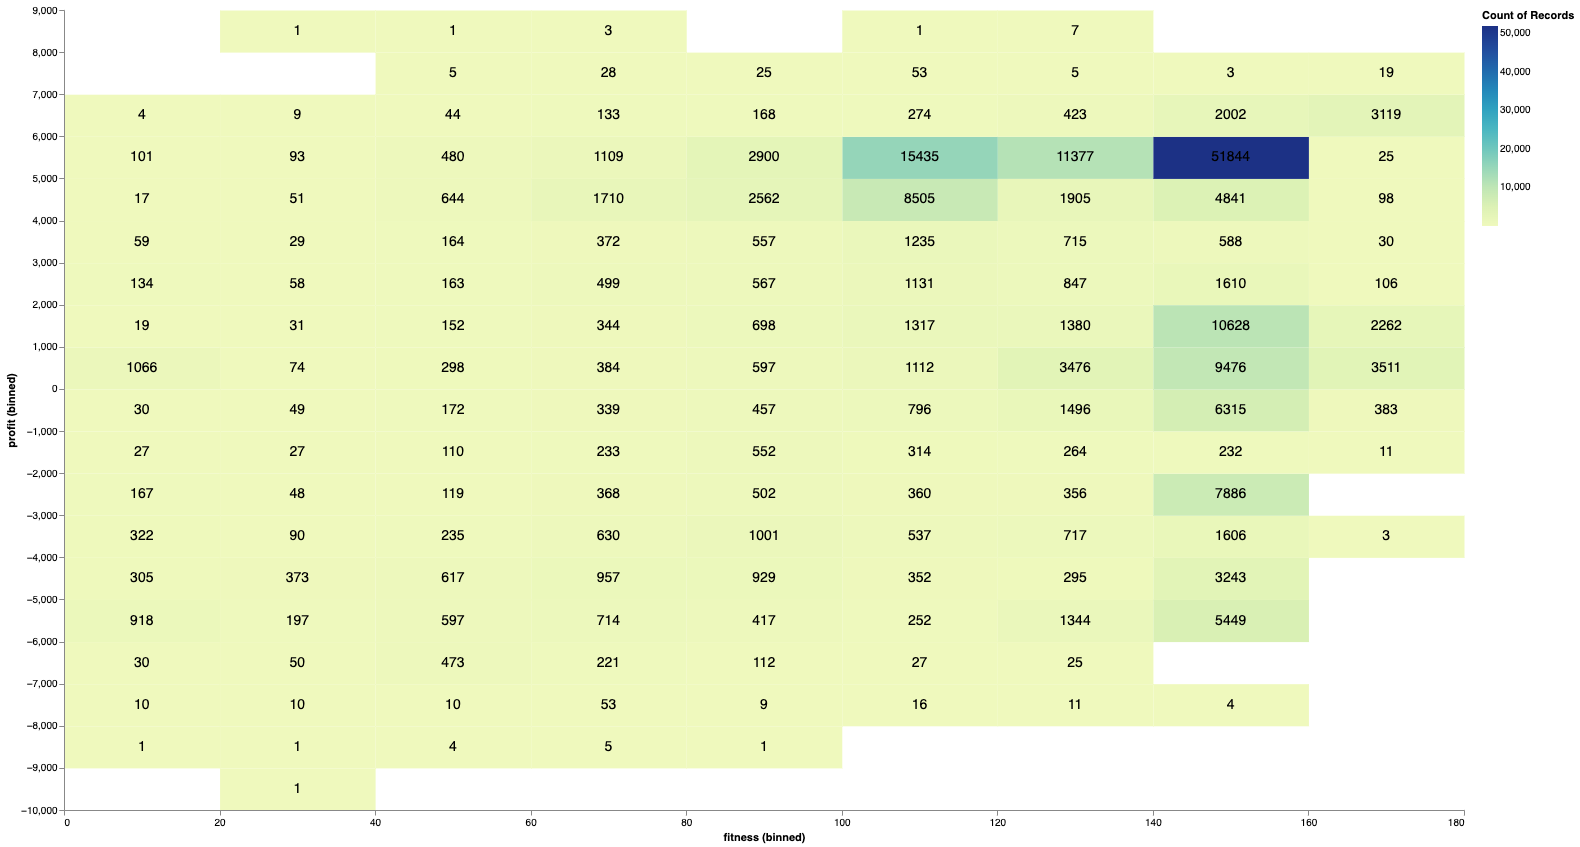 Count of Records
50,000
40,000
30,000
20,000
10,000
profit (binned)
9,000
1 1 3 1 7
8,000
5 28 25 53 5 3 19
7,000
4 9 44 133 168 274 423 2002 3119
6,000
101 93 480 1109 2900 15435 11377 51844 25
5,000
17 51 644 1710 2562 8505 1905 4841 98
4,000
59 29 164 372 557 1235 715 588 30
3,000
134 58 163 499 567 1131 847 1610 106
2,000
19 31 152 344 698 1317 1380 10628 2262
1,000
1066 74 298 384 597 1112 3476 9476 3511
0
30 49 172 339 457 796 1496 6315 383
−1,000
27 27 110 233 552 314 264 232 11
−2,000
167 48 119 368 502 360 356 7886
−3,000
322 90 235 630 1001 537 717 1606 3
−4,000
305 373 617 957 929 352 295 3243
−5,000
918 197 597 714 417 252 1344 5449
−6,000
30 50 473 221 112 27 25
−7,000
10 10 10 53 9 16 11 4
−8,000
1 1 4 5 1
−9,000
1
−10,000
0 20 40 60 80 100 120 140 160 180
fitness (binned)